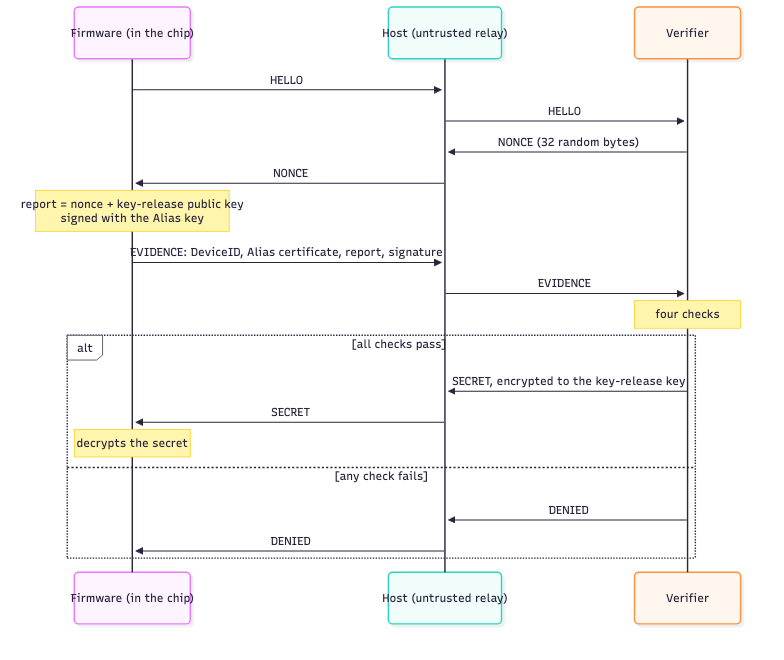 Firmware (in the chip)
Host (untrusted relay)
Verifier
HELLO
HELLO
NONCE (32 random bytes)
NONCE
report = nonce + key-release public key
signed with the Alias key
EVIDENCE: DeviceID, Alias certificate, report, signature
EVIDENCE
four checks
alt
[all checks pass]
SECRET, encrypted to the key-release key
SECRET
decrypts the secret
[any check fails]
DENIED
DENIED
Firmware (in the chip)
Host (untrusted relay)
Verifier